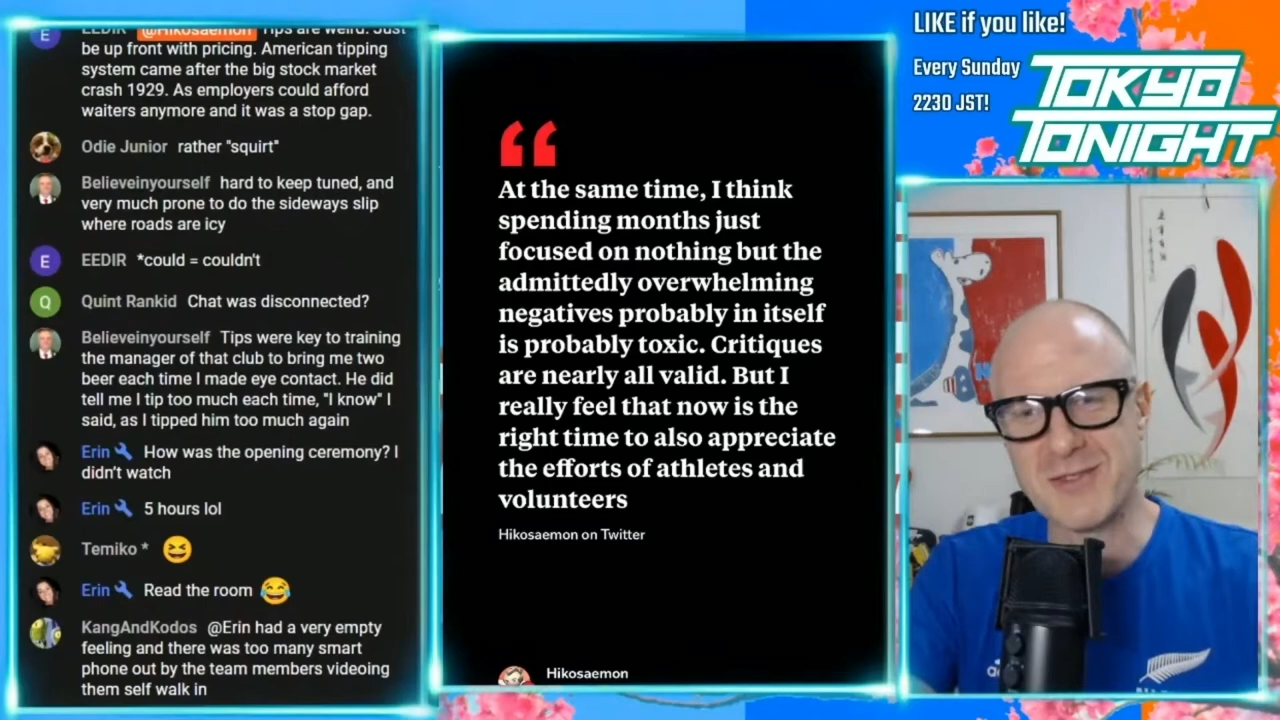 EEDIR @Hikosaemon Tips are weird. Just
be up front with pricing. American tipping
system came after the big stock market
crash 1929. As employers could afford
waiters anymore and it was a stop gap.
Odie Junior rather "squirt"
Believeinyourself hard to keep tuned, and
very much prone to do the sideways slip
where roads are icy
E
EEDIR *could = couldn't
Q
Quint Rankid Chat was disconnected?
Believeinyourself Tips were key to training
the manager of that club to bring me two
beer each time I made eye contact. He did
tell me I tip too much each time, "I know" I
said, as I tipped him too much again
Erin How was the opening ceremony? I
didn't watch
Erin 5 hours lol
Temiko *
Erin Read the room
KangAndKodos @Erin had a very empty
feeling and there was too many smart
phone out by the team members videoing
them self walk in
“
At the same time, I think
spending months just
focused on nothing but the
admittedly overwhelming
negatives probably in itself
is probably toxic. Critiques
are nearly all valid. But I
really feel that now is the
right time to also appreciate
the efforts of athletes and
volunteers
Hikosaemon on Twitter
Hikosaemon
LIKE if you like!
Every Sunday
2230 JST!
TOKYO
TONIGHT